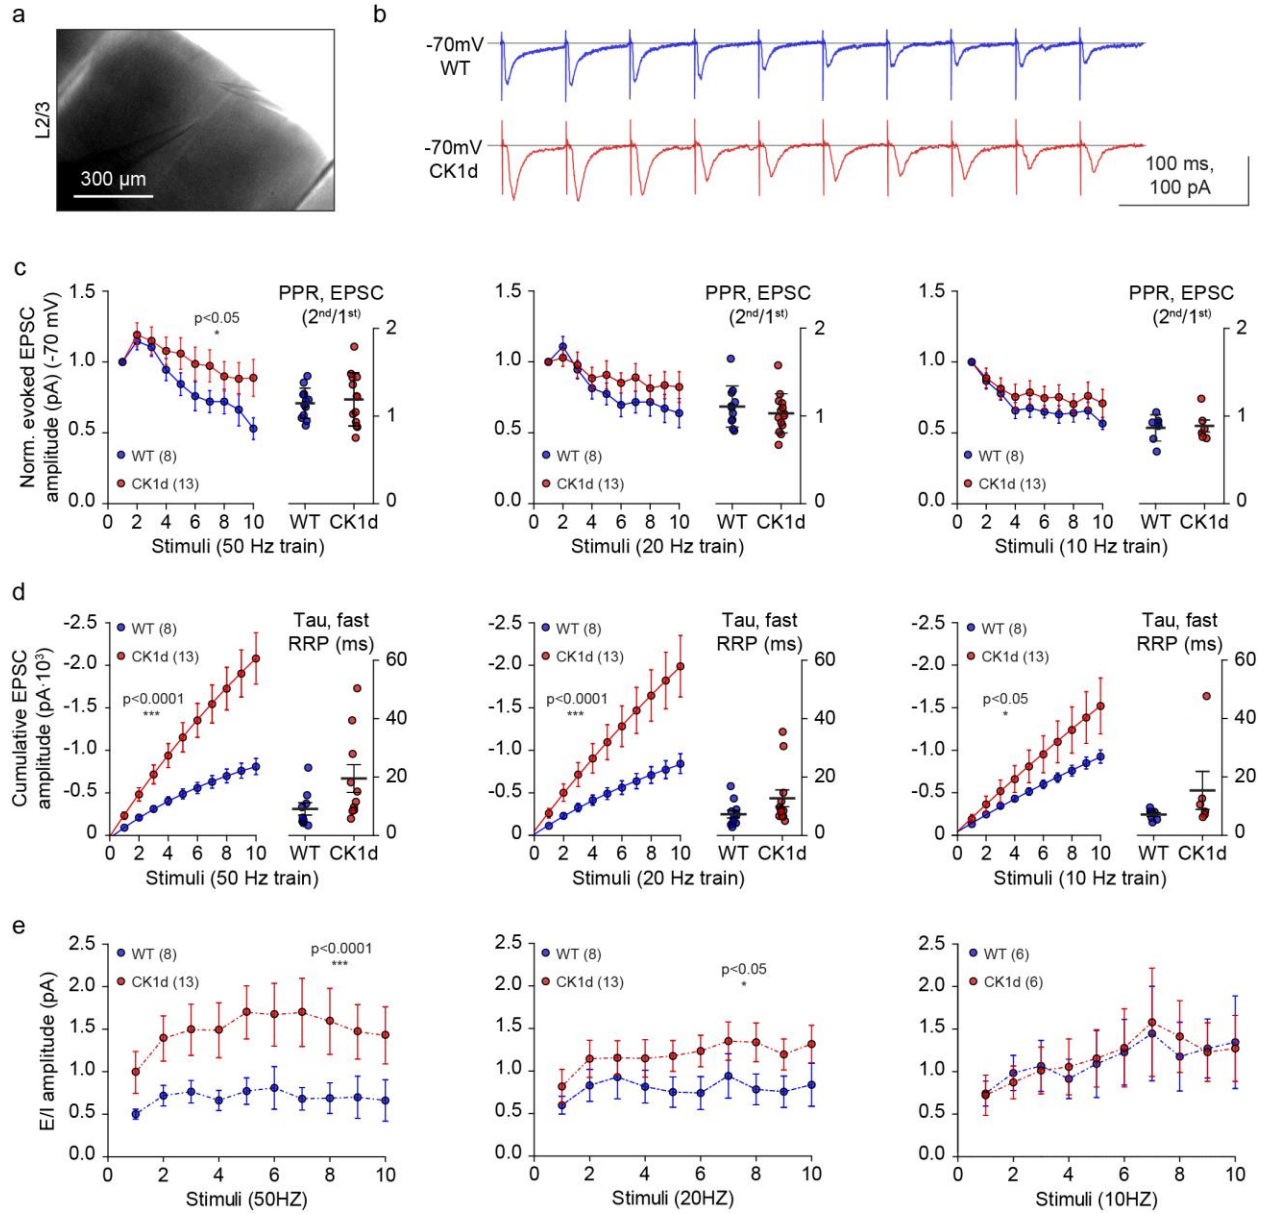 a
L2/3
300 µm
b
-70mV
WT
-70mV
CK1d
100 ms,
100 pA
c
Norm. evoked EPSC
amplitude (pA) (-70 mV)
1.5
1.0
0.5
0.0
p<0.05
*
WT (8)
CK1d (13)
0 2 4 6 8 10
Stimuli (50 Hz train)
PPR, EPSC
(2nd/1st)
2
1
0
WT CK1d
1.5
1.0
0.5
0.0
WT (8)
CK1d (13)
0 2 4 6 8 10
Stimuli (20 Hz train)
PPR, EPSC
(2nd/1st)
2
1
0
WT CK1d
1.5
1.0
0.5
0.0
WT (8)
CK1d (13)
0 2 4 6 8 10
Stimuli (10 Hz train)
PPR, EPSC
(2nd/1st)
2
1
0
WT CK1d
d
Cumulative EPSC
amplitude (pA·10³)
-2.5
-2.0
-1.5
-1.0
-0.5
0
WT (8)
CK1d (13)
p<0.0001
***
0 2 4 6 8 10
Stimuli (50 Hz train)
Tau, fast
RRP (ms)
60
40
20
0
WT CK1d
-2.5
-2.0
-1.5
-1.0
-0.5
0
WT (8)
CK1d (13)
p<0.0001
***
0 2 4 6 8 10
Stimuli (20 Hz train)
Tau, fast
RRP (ms)
60
40
20
0
WT CK1d
-2.5
-2.0
-1.5
-1.0
-0.5
0
WT (8)
CK1d (13)
p<0.05
*
0 2 4 6 8 10
Stimuli (10 Hz train)
Tau, fast
RRP (ms)
60
40
20
0
WT CK1d
e
E/I amplitude (pA)
2.5
2.0
1.5
1.0
0.5
0.0
WT (8)
CK1d (13)
p<0.0001
***
0 2 4 6 8 10
Stimuli (50HZ)
2.5
2.0
1.5
1.0
0.5
0.0
WT (8)
CK1d (13)
p<0.05
*
0 2 4 6 8 10
Stimuli (20HZ)
2.5
2.0
1.5
1.0
0.5
0.0
WT (6)
CK1d (6)
0 2 4 6 8 10
Stimuli (10HZ)